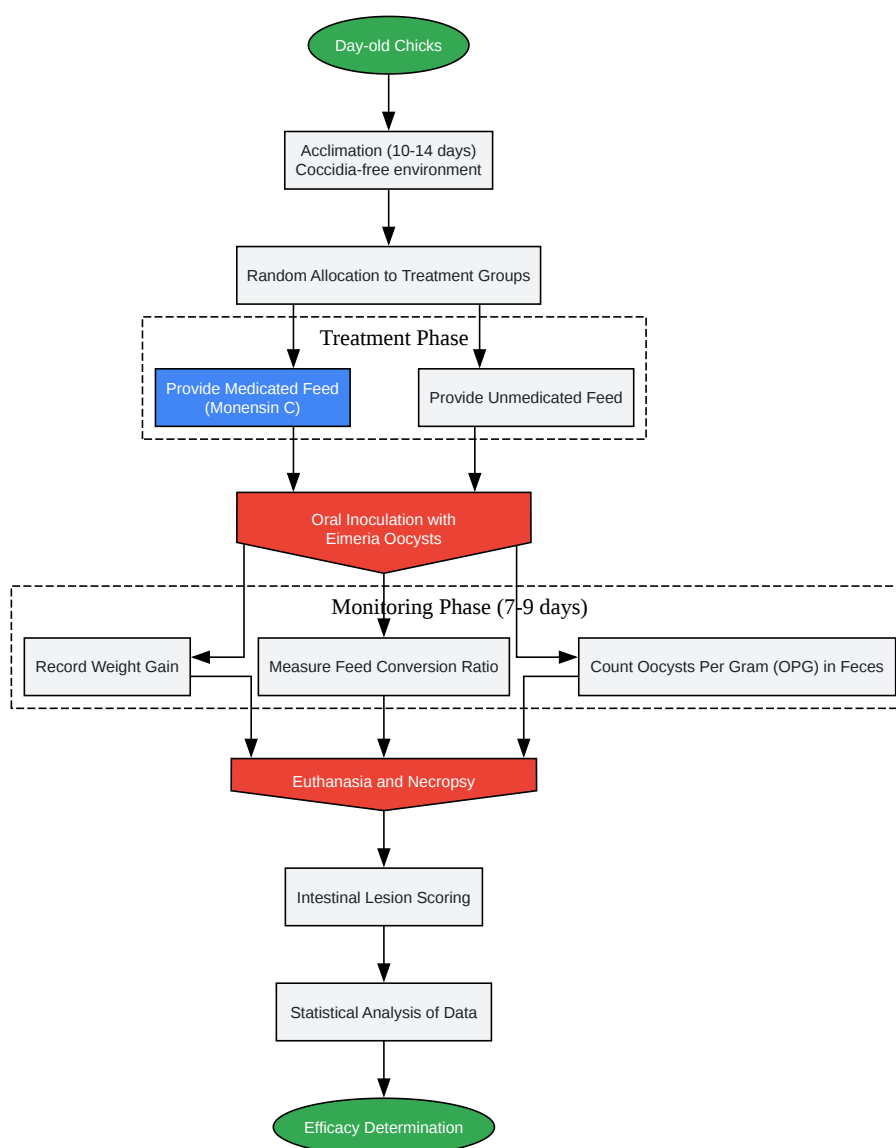 Day-old Chicks
Acclimation (10-14 days)
Coccidia-free environment
Random Allocation to Treatment Groups
Treatment Phase
Provide Medicated Feed
(Monensin C)
Provide Unmedicated Feed
Oral Inoculation with
Eimeria Oocysts
Monitoring Phase (7-9 days)
Record Weight Gain
Measure Feed Conversion Ratio
Count Oocysts Per Gram (OPG) in Feces
Euthanasia and Necropsy
Intestinal Lesion Scoring
Statistical Analysis of Data
Efficacy Determination